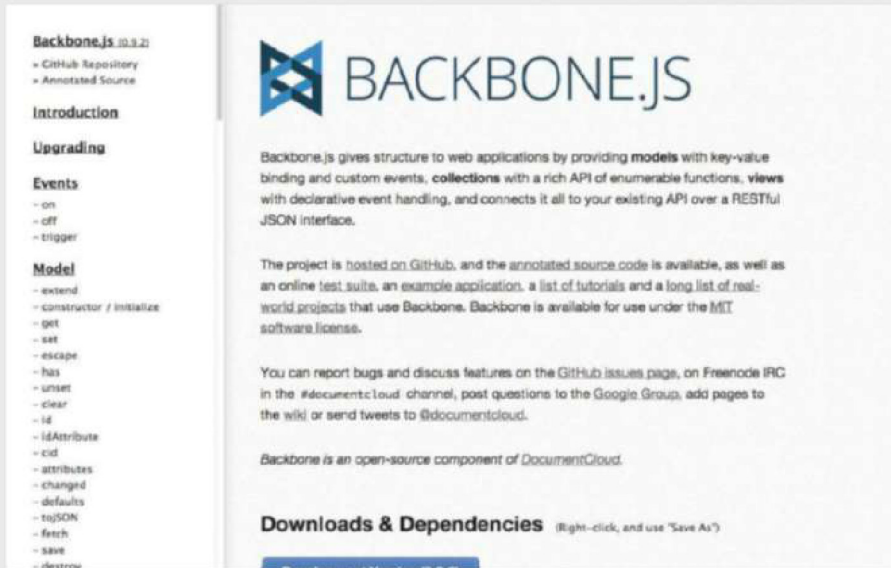 Backbone.js (0.9.2)
» GitHub Repository
» Annotated Source
Introduction
Upgrading
Events
– on
– off
– trigger
Model
– extend
– constructor / initialize
– get
– set
– escape
– has
– unset
– clear
– id
– idAttribute
– cid
– attributes
– changed
– defaults
– toJSON
– fetch
– save
– destroy
BACKBONE.JS
Backbone.js gives structure to web applications by providing models with key-value
binding and custom events, collections with a rich API of enumerable functions, views
with declarative event handling, and connects it all to your existing API over a RESTful
JSON interface.
The project is hosted on GitHub, and the annotated source code is available, as well as
an online test suite, an example application, a list of tutorials and a long list of real-
world projects that use Backbone. Backbone is available for use under the MIT
software license.
You can report bugs and discuss features on the GitHub issues page, on Freenode IRC
in the #documentcloud channel, post questions to the Google Group, add pages to
the wiki or send tweets to @documentcloud.
Backbone is an open-source component of DocumentCloud.
Downloads & Dependencies (Right-click, and use "Save As")